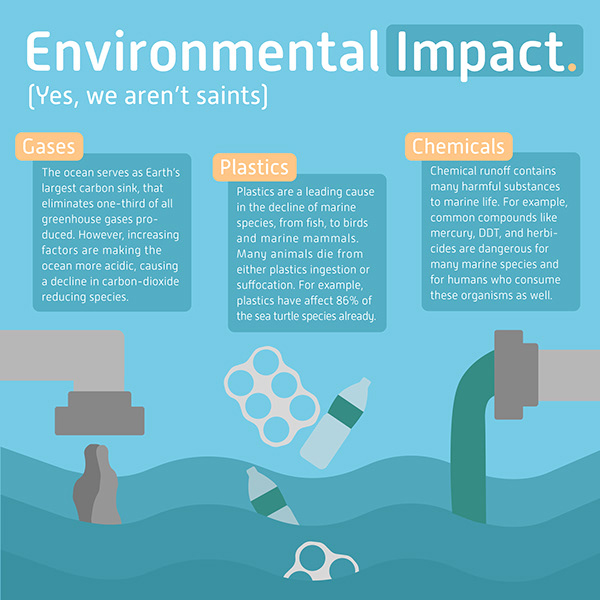 Environmental Impact.
(Yes, we aren't saints)
Gases
The ocean serves as Earth's
largest carbon sink, that
eliminates one-third of all
greenhouse gases pro-
duced. However, increasing
factors are making the
ocean more acidic, causing
a decline in carbon-dioxide
reducing species.
Plastics
Plastics are a leading cause
in the decline of marine
species, from fish, to birds
and marine mammals.
Many animals die from
either plastics ingestion or
suffocation. For example,
plastics have affect 86% of
the sea turtle species already.
Chemicals
Chemical runoff contains
many harmful substances
to marine life. For example,
common compounds like
mercury, DDT, and herbi-
cides are dangerous for
many marine species and
for humans who consume
these organisms as well.